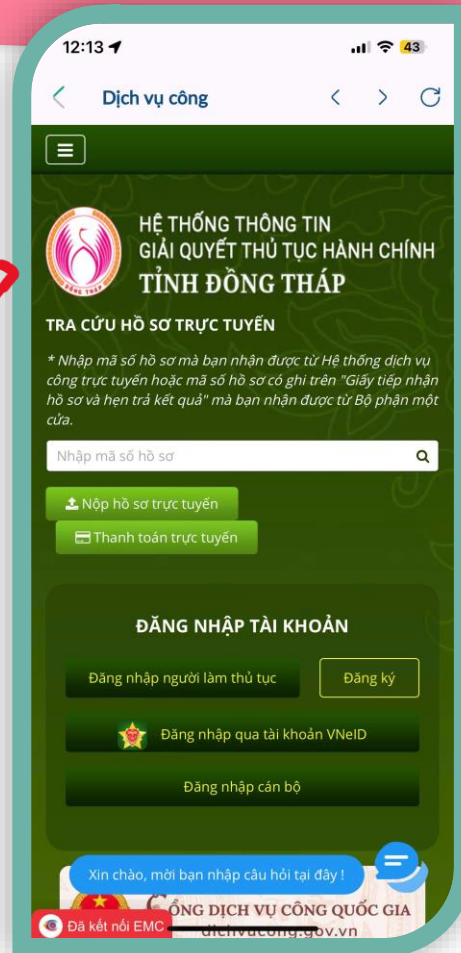 12:13
43
Dịch vụ công
HỆ THỐNG THÔNG TIN
GIẢI QUYẾT THỦ TỤC HÀNH CHÍNH
TỈNH ĐỒNG THÁP
ĐỒNG THÁP
TRA CỨU HỒ SƠ TRỰC TUYẾN
* Nhập mã số hồ sơ mà bạn nhận được từ Hệ thống dịch vụ
công trực tuyến hoặc mã số hồ sơ có ghi trên "Giấy tiếp nhận
hồ sơ và hẹn trả kết quả" mà bạn nhận được từ Bộ phận một
cửa.
Nhập mã số hồ sơ
Nộp hồ sơ trực tuyến
Thanh toán trực tuyến
ĐĂNG NHẬP TÀI KHOẢN
Đăng nhập người làm thủ tục
Đăng ký
Đăng nhập qua tài khoản VNeID
Đăng nhập cán bộ
Xin chào, mời bạn nhập câu hỏi tại đây !
CỔNG DỊCH VỤ CÔNG QUỐC GIA
Đã kết nối EMC
dichvucong.gov.vn